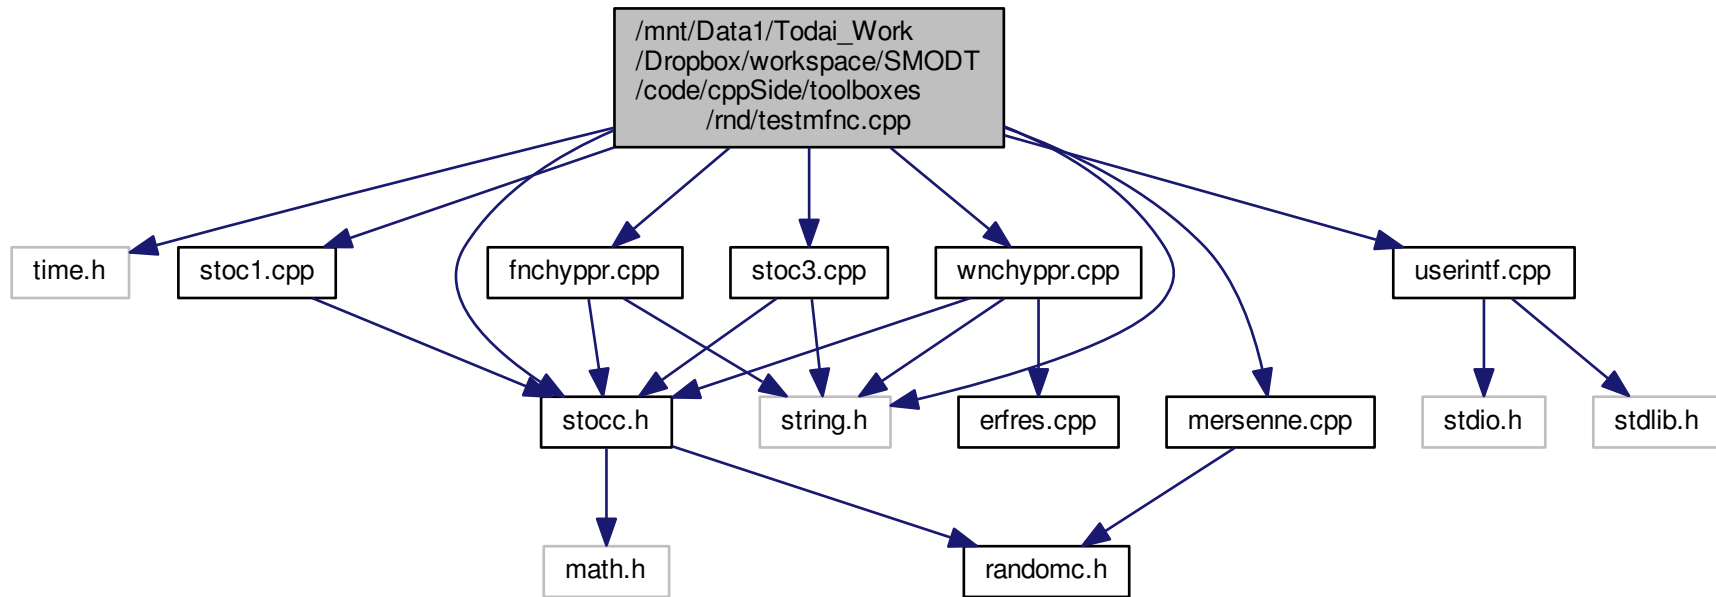 /mnt/Data1/Todai_Work
/Dropbox/workspace/SMODT
/code/cppSide/toolboxes
/rnd/testmfnc.cpp
time.h
stoc1.cpp
fnchyppr.cpp
stoc3.cpp
wnchyppr.cpp
userintf.cpp
stocc.h
string.h
erfres.cpp
mersenne.cpp
stdio.h
stdlib.h
math.h
randomc.h